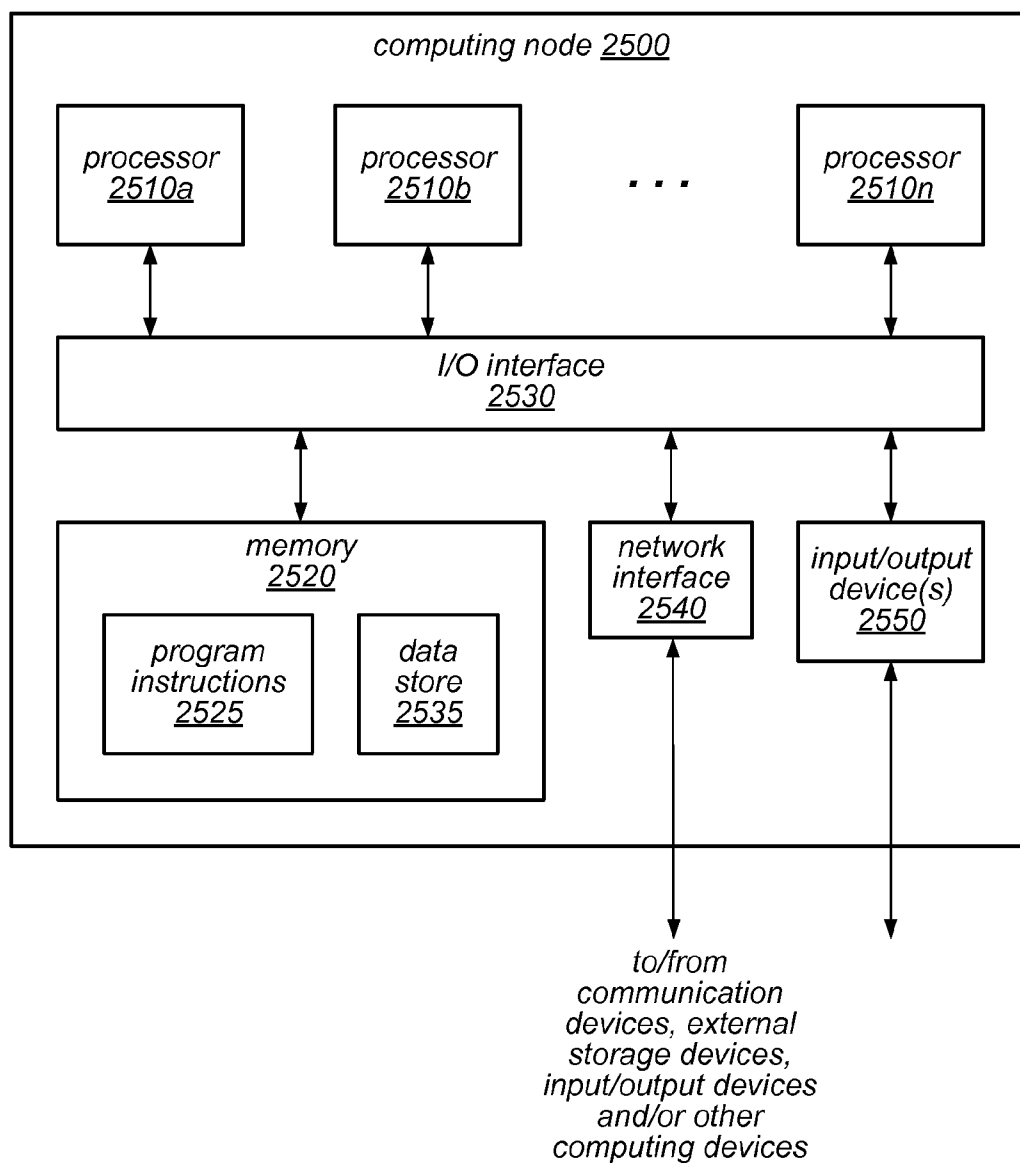 computing node 2500
processor
2510a
processor
2510b
. . .
processor
2510n
I/O interface
2530
memory
2520
program
instructions
2525
data
store
2535
network
interface
2540
input/output
device(s)
2550
to/from
communication
devices, external
storage devices,
input/output devices
and/or other
computing devices